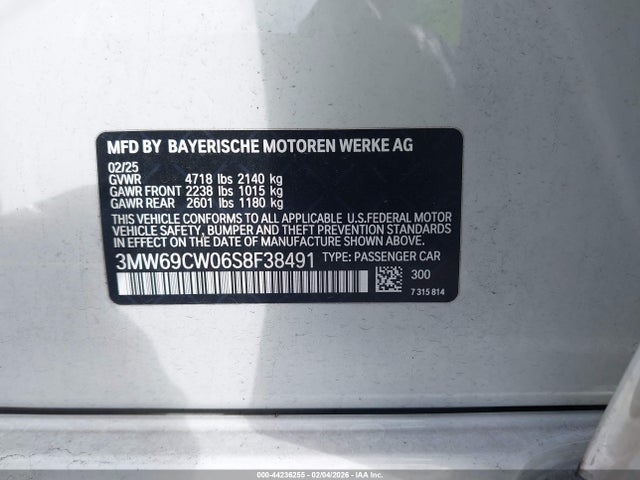 MFD BY BAYERISCHE MOTOREN WERKE AG
02/25
GVWR 4718 lbs 2140 kg
GAWR FRONT 2238 lbs 1015 kg
GAWR REAR 2601 lbs 1180 kg
THIS VEHICLE CONFORMS TO ALL APPLICABLE U.S.FEDERAL MOTOR
VEHICLE SAFETY, BUMPER AND THEFT PREVENTION STANDARDS
IN EFFECT ON THE DATE OF MANUFACTURE SHOWN ABOVE.
3MW69CW06S8F38491 TYPE: PASSENGER CAR
300
7 315 814
000-44236255 - 02/04/2026 - IAAI.COM